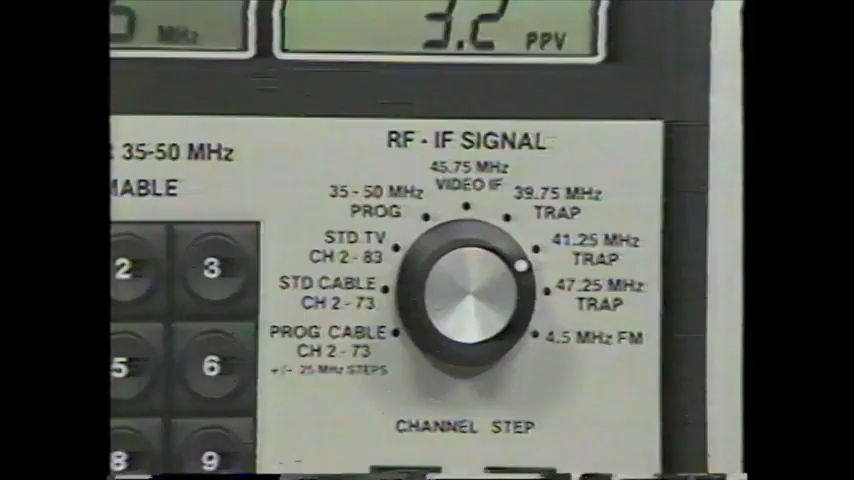 MHz
3.2 PPV
RF - IF SIGNAL
35-50 MHz
45.75 MHz
VIDEO IF
35 - 50 MHz
PROG
39.75 MHz
TRAP
STD TV
CH 2 - 83
41.25 MHz
TRAP
STD CABLE
CH 2 - 73
47.25 MHz
TRAP
PROG CABLE
CH 2 - 73
+/- .25 MHz STEPS
4.5 MHz FM
2 3
5 6
8 9
CHANNEL STEP